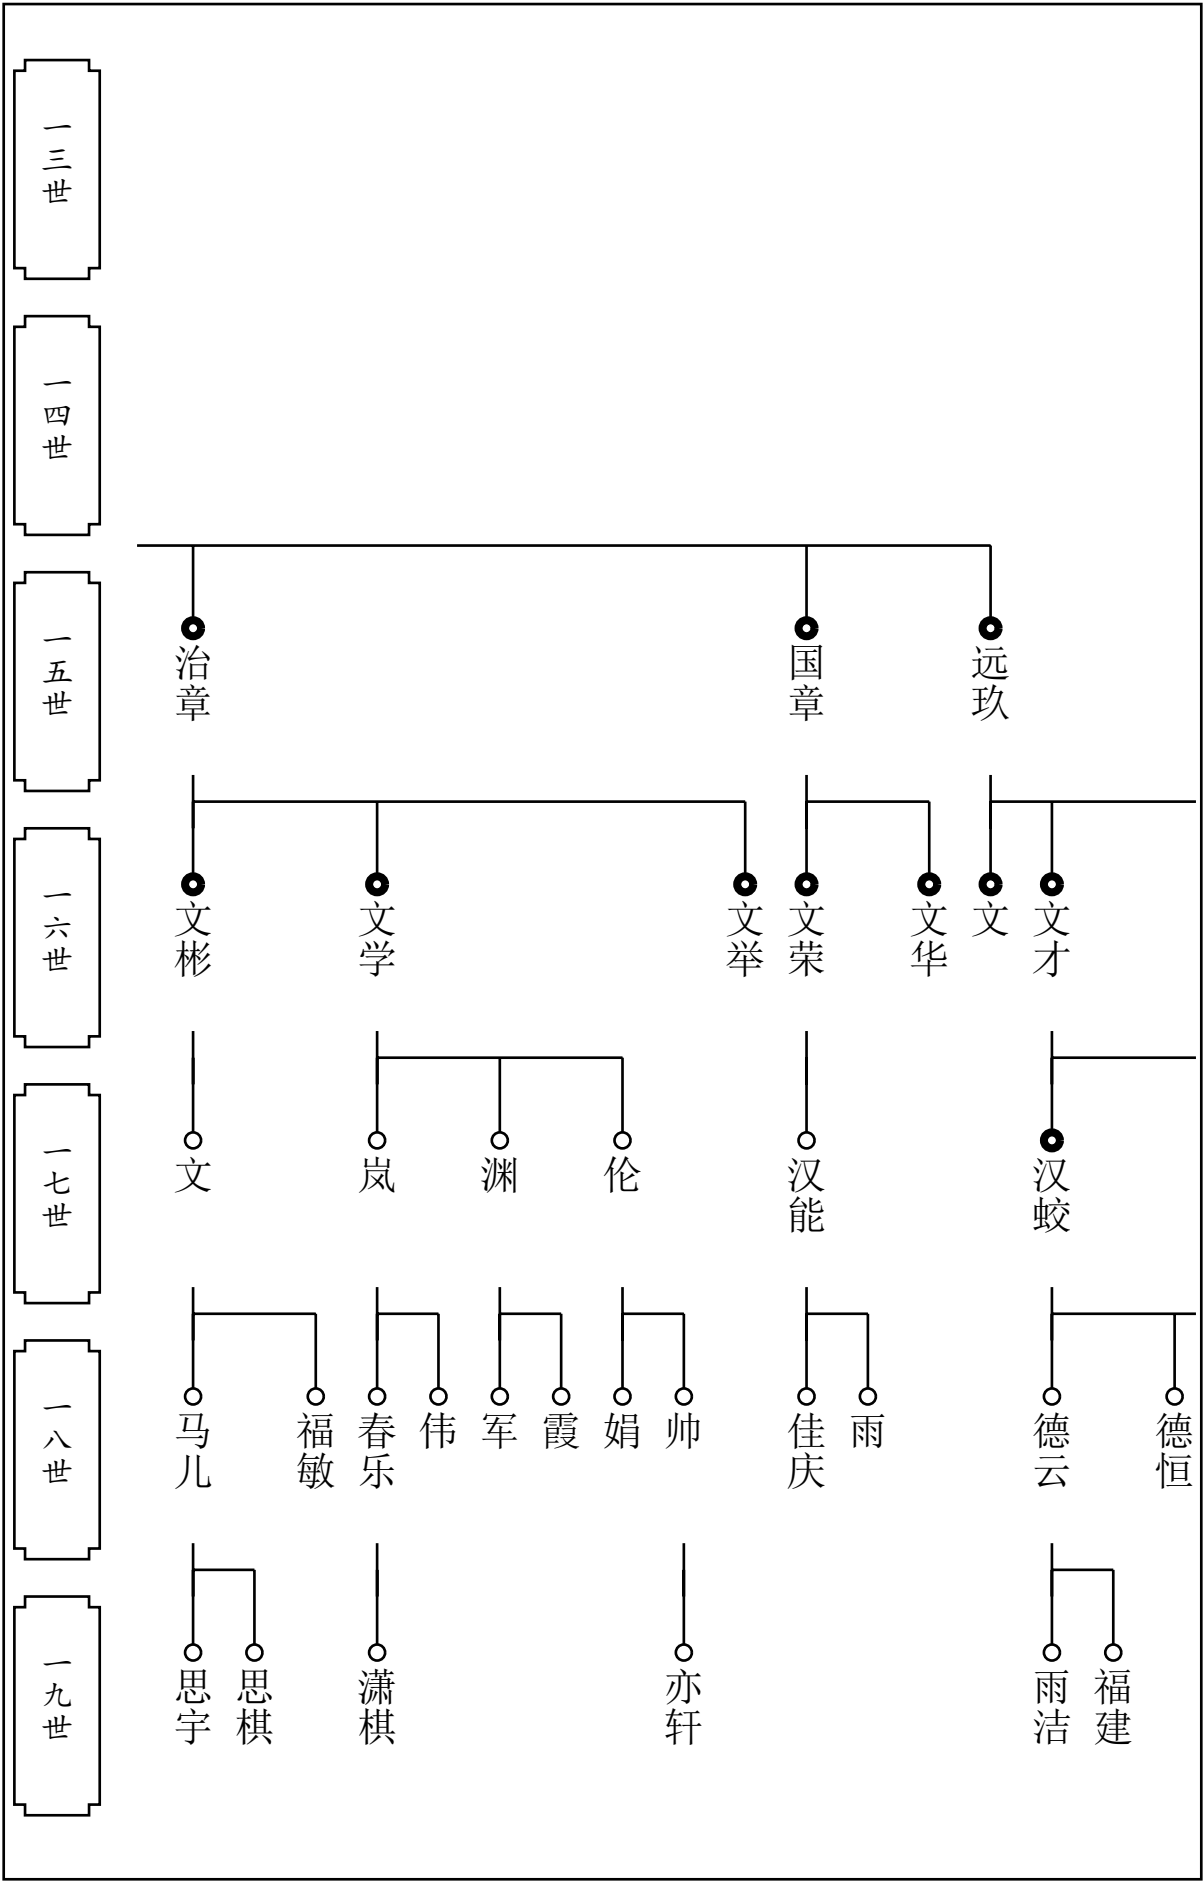 一三世
一四世
一五世
治章
国章
远玖
一六世
文彬
文学
文举
文荣
文华
文
文才
一七世
文
岚
渊
伦
汉能
汉蛟
一八世
马儿
福敏
春乐
伟
军
霞
娟
帅
佳庆
雨
德云
德恒
一九世
思宇
思棋
潇棋
亦轩
雨洁
福建